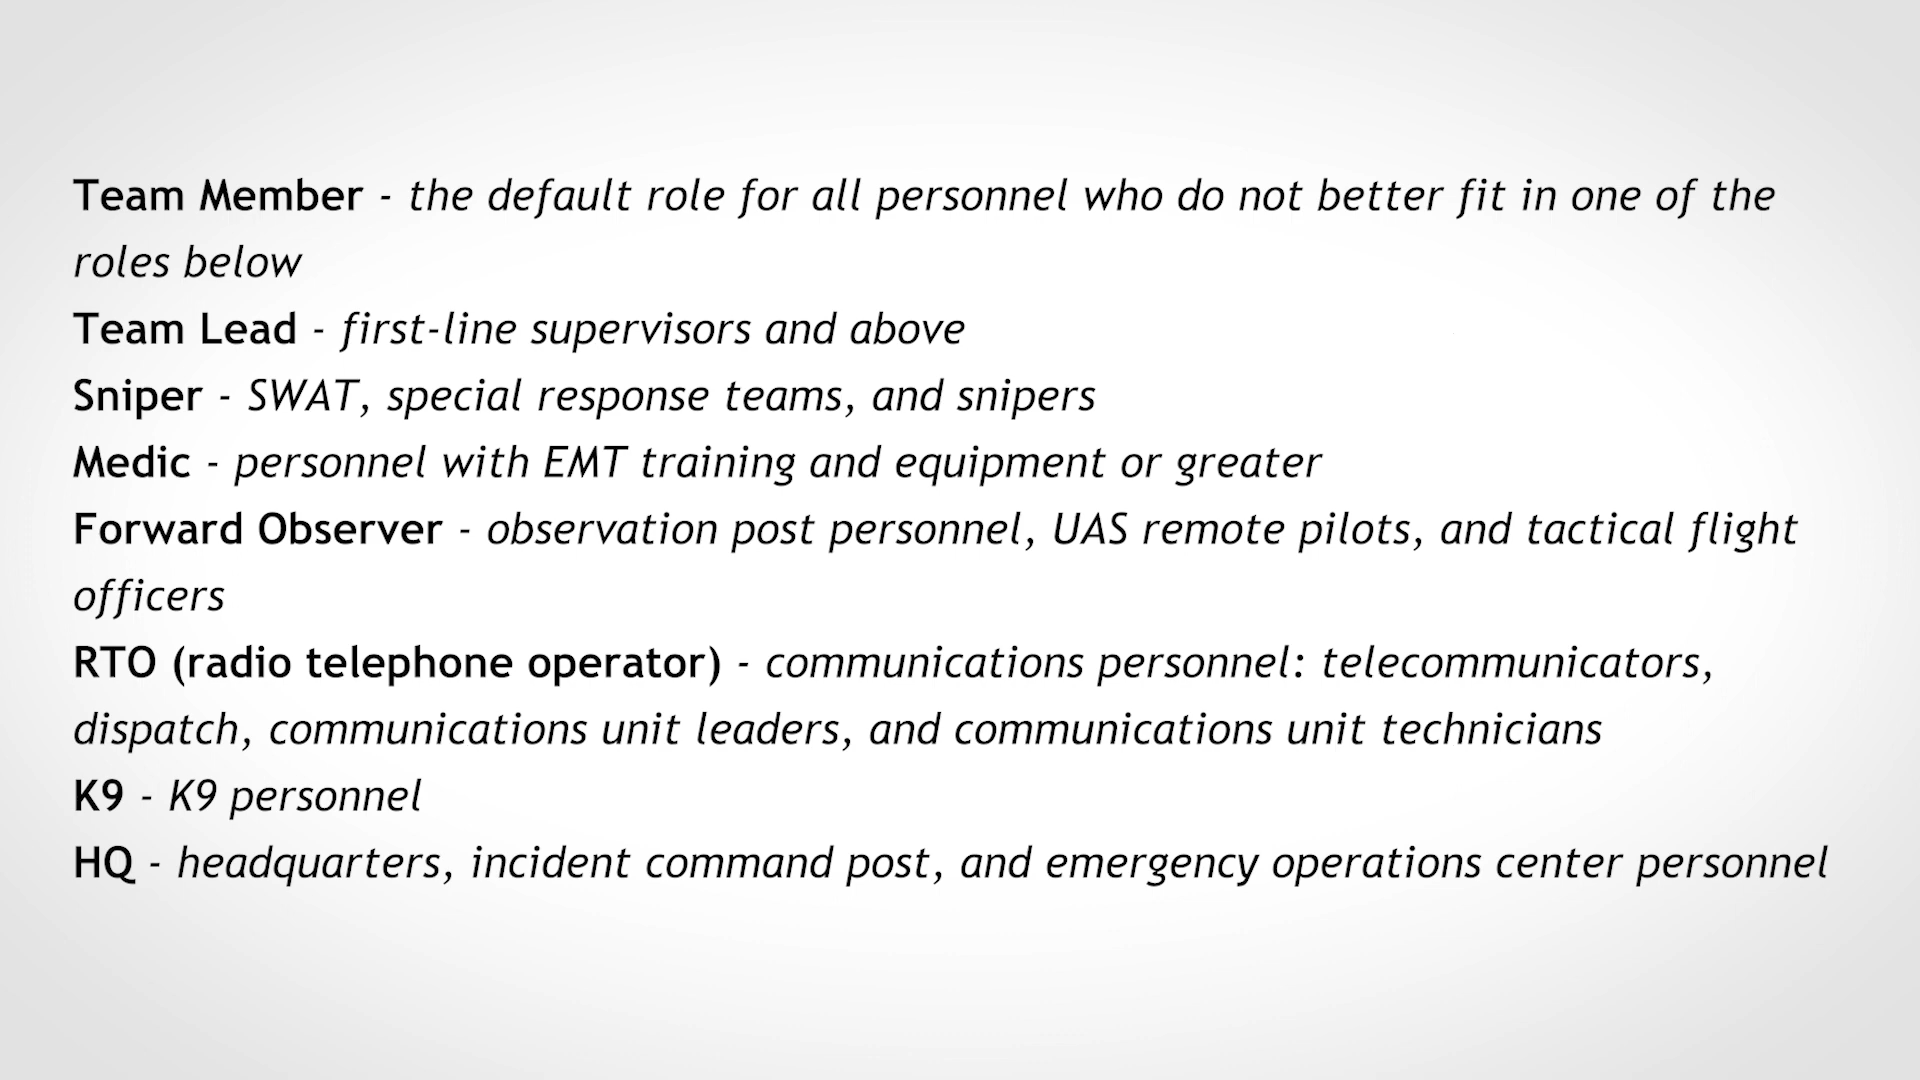 Team Member - the default role for all personnel who do not better fit in one of the
roles below
Team Lead - first-line supervisors and above
Sniper - SWAT, special response teams, and snipers
Medic - personnel with EMT training and equipment or greater
Forward Observer - observation post personnel, UAS remote pilots, and tactical flight
officers
RTO (radio telephone operator) - communications personnel: telecommunicators,
dispatch, communications unit leaders, and communications unit technicians
K9 - K9 personnel
HQ - headquarters, incident command post, and emergency operations center personnel